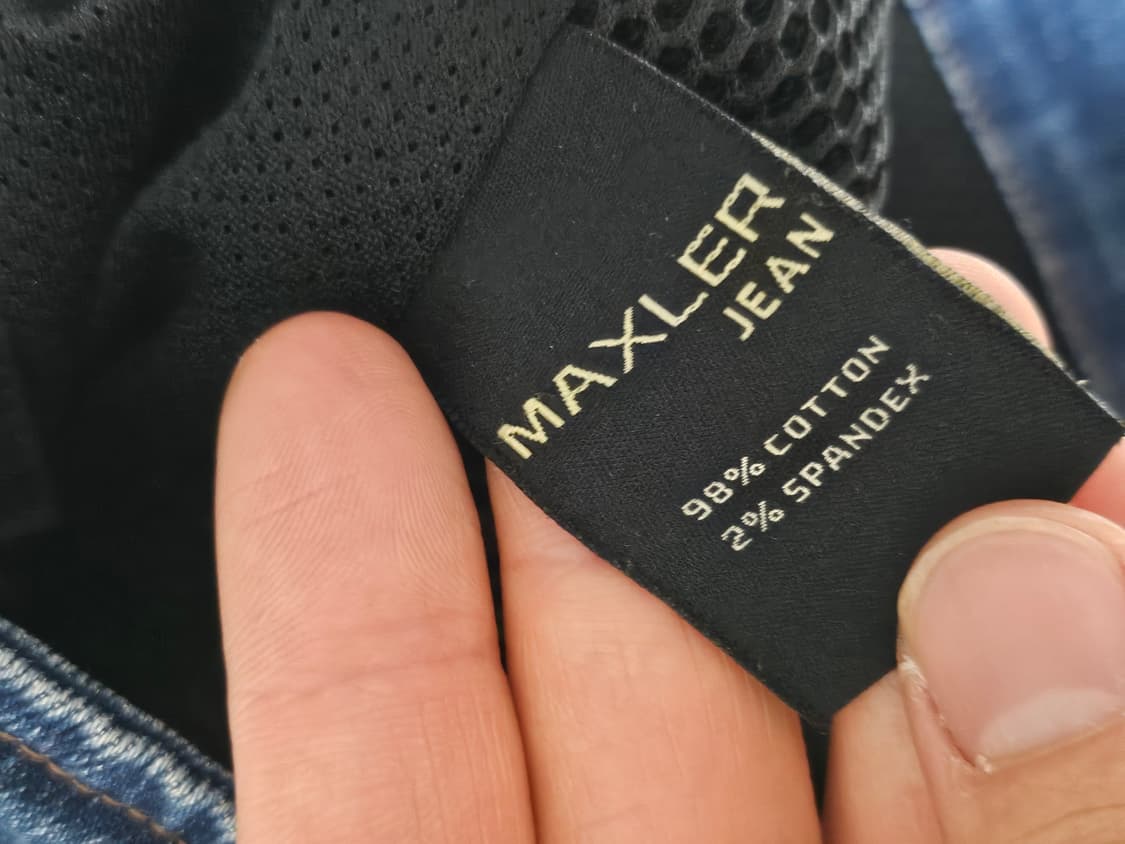 MAXLER
JEAN
98% COTTON
2% SPANDEX